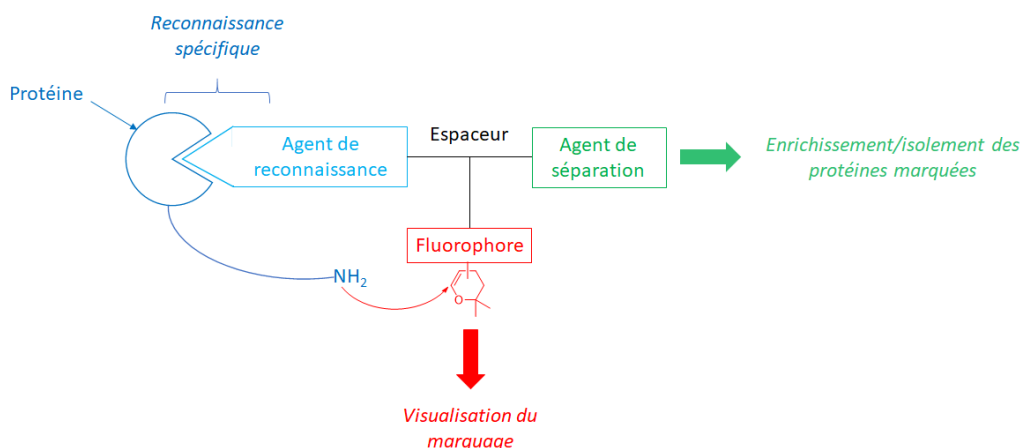 Reconnaissance
spécifique
Protéine
Agent de
reconnaissance
Espaceur
Agent de
séparation
Enrichissement/isolement des
protéines marquées
Fluorophore
NH2
O
Visualisation du
marquage